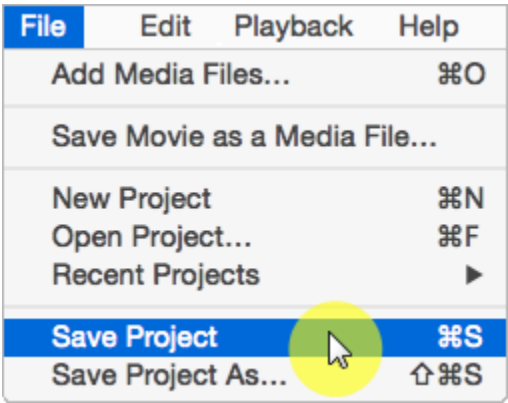 File Edit Playback Help
Add Media Files... ⌘O
Save Movie as a Media File...
New Project ⌘N
Open Project... ⌘F
Recent Projects ▶
Save Project ⌘S
Save Project As... ⇧⌘S